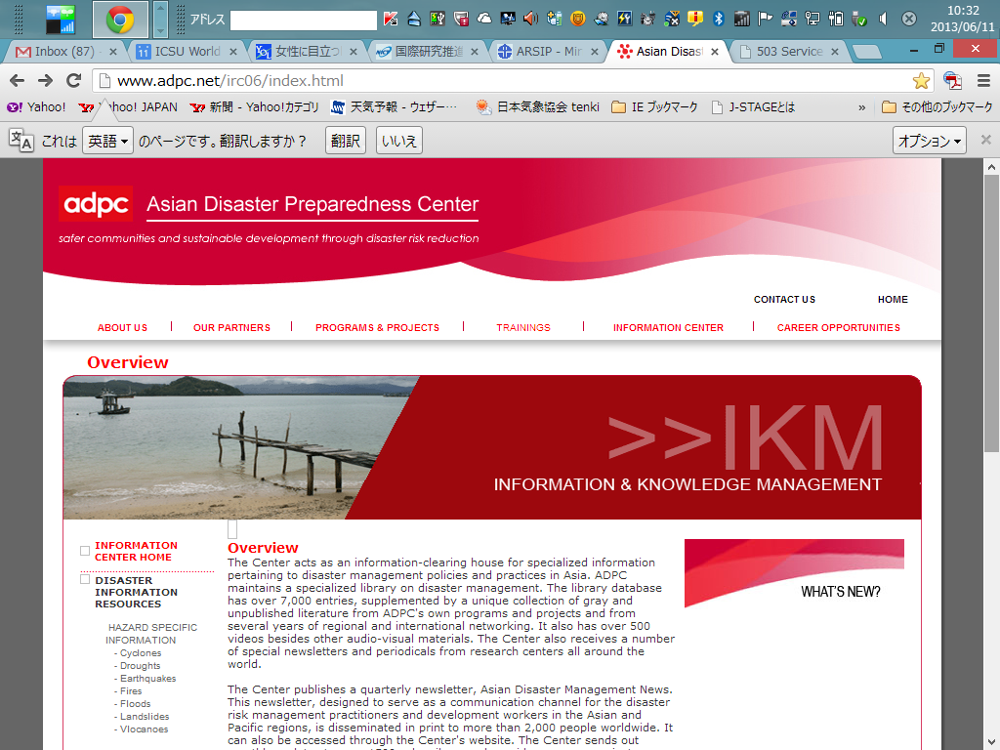 アドレス
10:32
2013/06/11
Inbox (87)
ICSU World
女性に目立つ
国際研究推進
ARSIP - Mir
Asian Disast
503 Service
www.adpc.net/irc06/index.html
Yahoo!
Yahoo! JAPAN
新聞 - Yahoo!カテゴリ
天気予報 - ウェザー…
日本気象協会 tenki
IE ブックマーク
J-STAGEとは
»
その他のブックマーク
これは 英語 のページです。翻訳しますか？ 翻訳 いいえ
オプション
adpc Asian Disaster Preparedness Center
safer communities and sustainable development through disaster risk reduction
CONTACT US HOME
ABOUT US | OUR PARTNERS | PROGRAMS & PROJECTS | TRAININGS | INFORMATION CENTER | CAREER OPPORTUNITIES
Overview
>>IKM
INFORMATION & KNOWLEDGE MANAGEMENT
INFORMATION
CENTER HOME
DISASTER
INFORMATION
RESOURCES
HAZARD SPECIFIC
INFORMATION
- Cyclones
- Droughts
- Earthquakes
- Fires
- Floods
- Landslides
- Vlocanoes
Overview
The Center acts as an information-clearing house for specialized information
pertaining to disaster management policies and practices in Asia. ADPC
maintains a specialized library on disaster management. The library database
has over 7,000 entries, supplemented by a unique collection of gray and
unpublished literature from ADPC's own programs and projects and from
several years of regional and international networking. It also has over 500
videos besides other audio-visual materials. The Center also receives a number
of special newsletters and periodicals from research centers all around the
world.
The Center publishes a quarterly newsletter, Asian Disaster Management News.
This newsletter, designed to serve as a communication channel for the disaster
risk management practitioners and development workers in the Asian and
Pacific regions, is disseminated in print to more than 2,000 people worldwide. It
can also be accessed through the Center's website. The Center sends out
WHAT'S NEW?